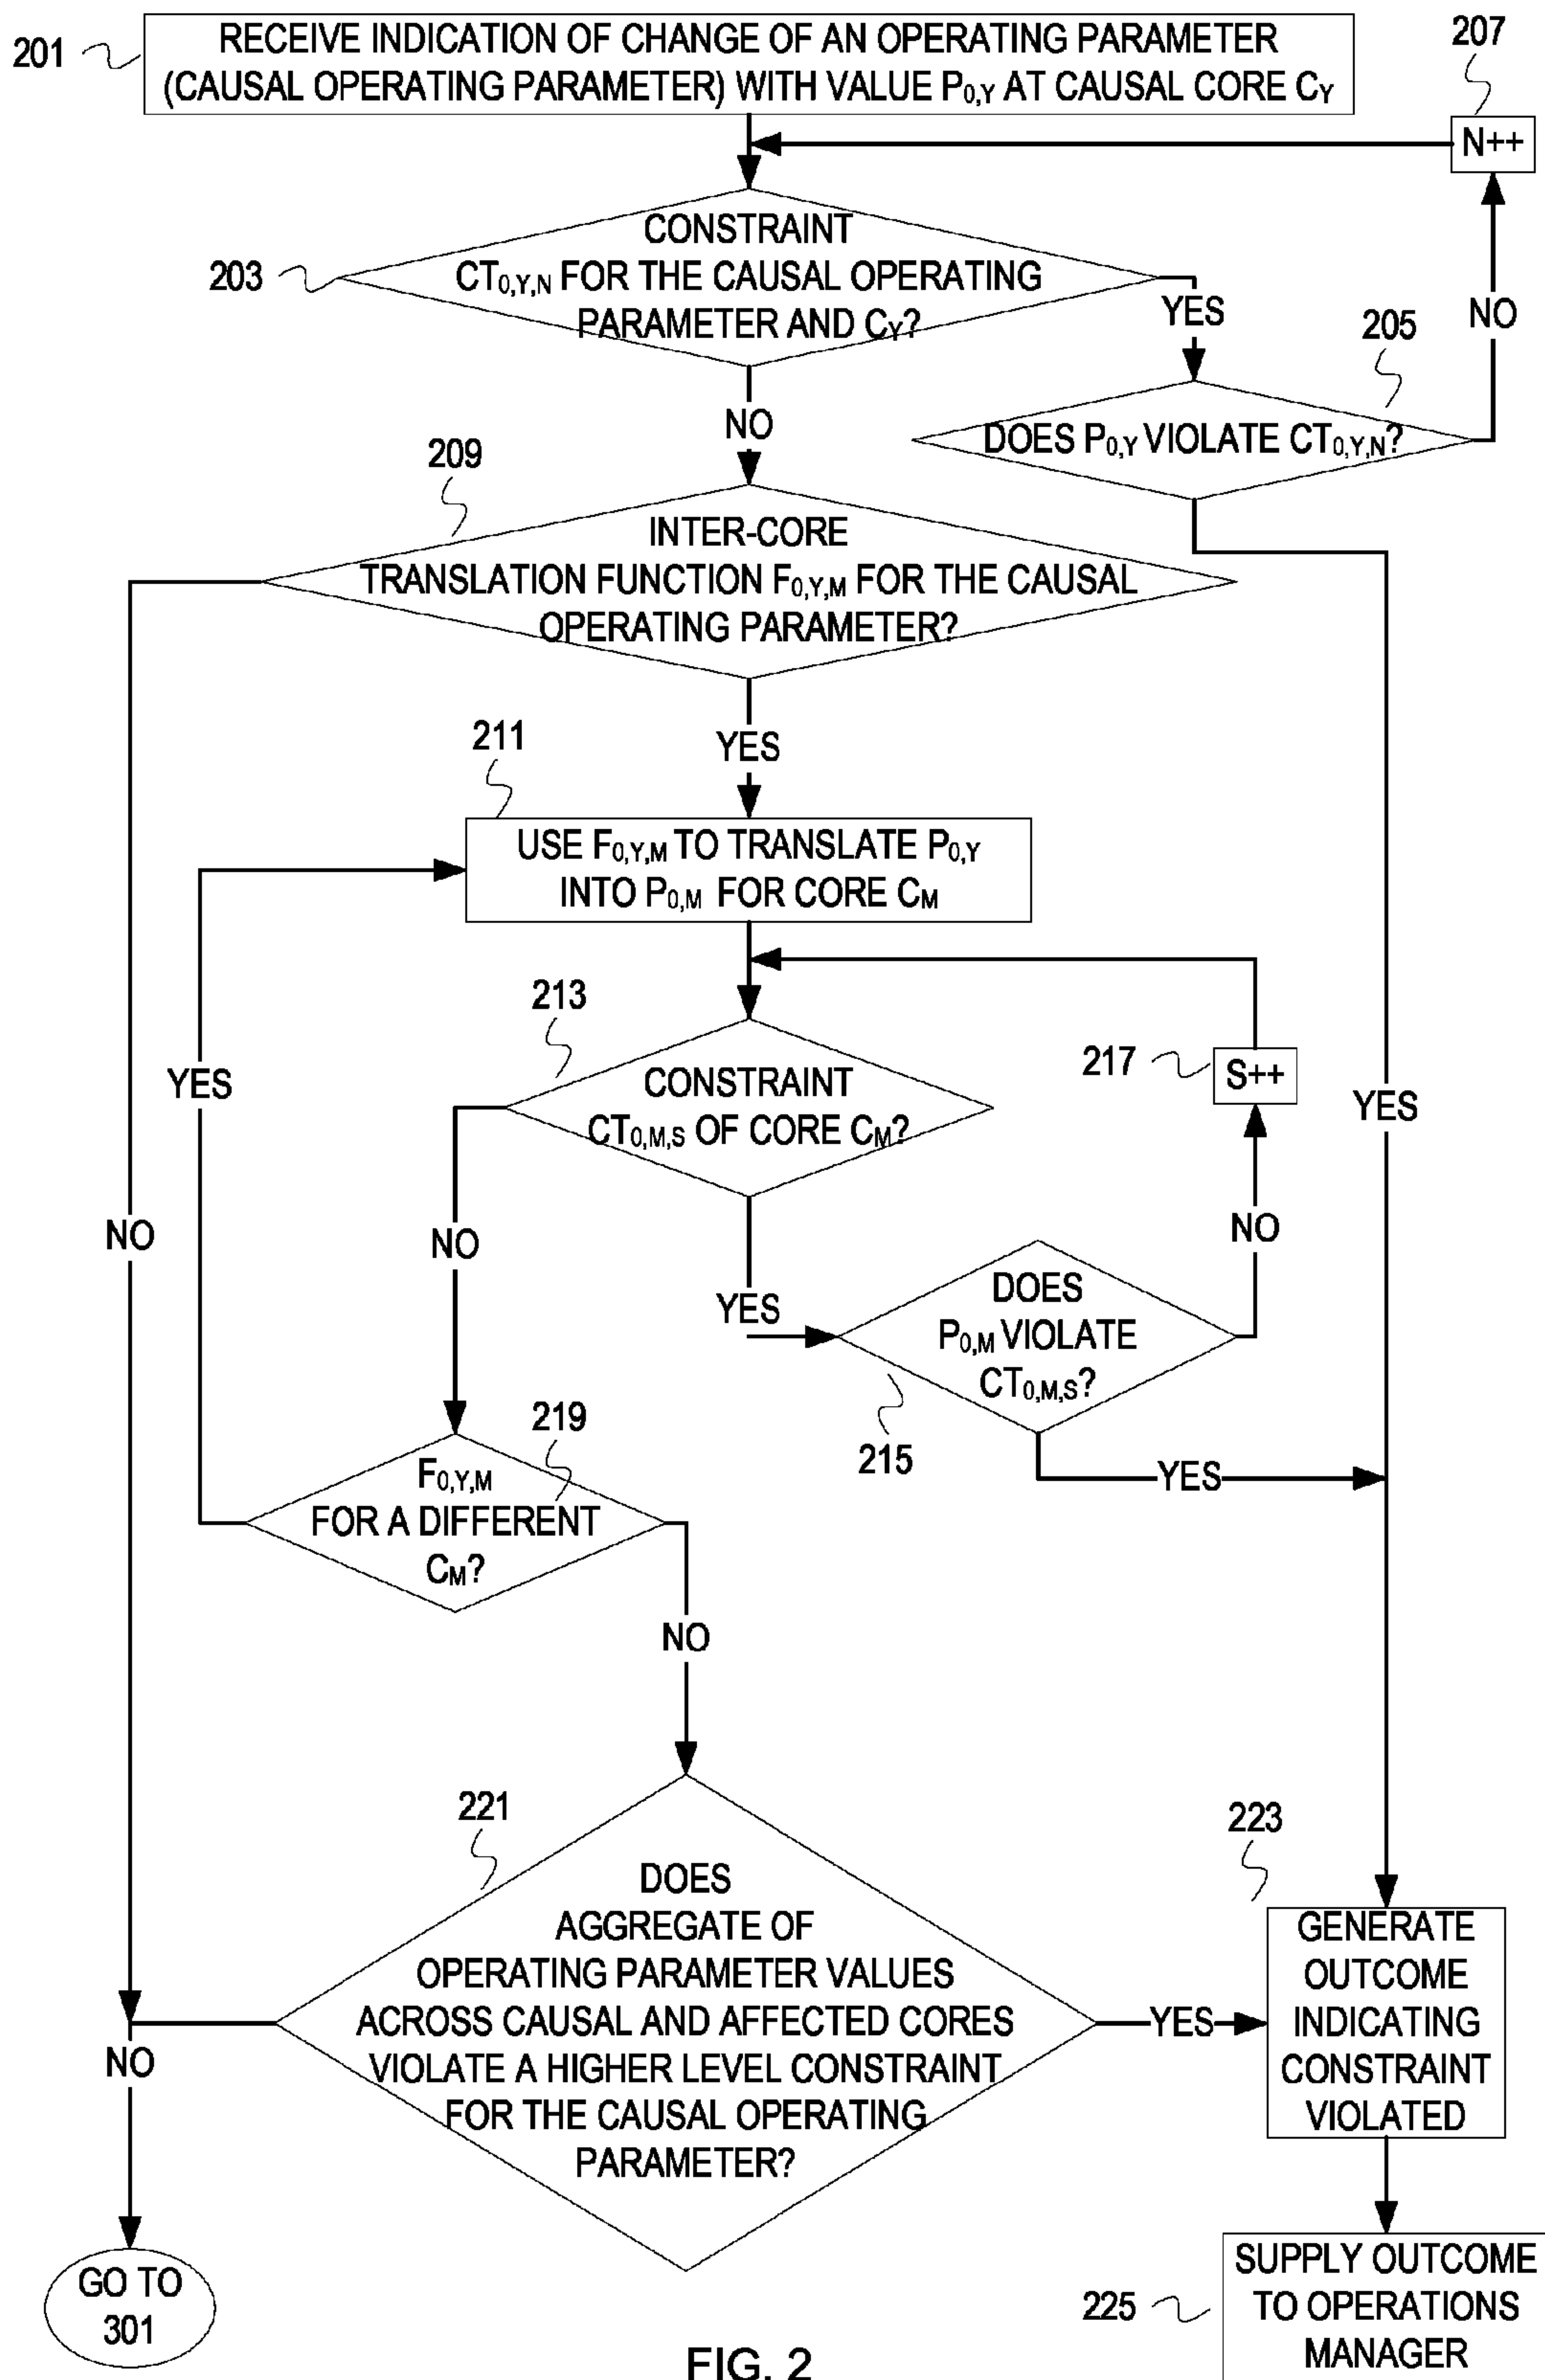 201
RECEIVE INDICATION OF CHANGE OF AN OPERATING PARAMETER
(CAUSAL OPERATING PARAMETER) WITH VALUE P0,Y AT CAUSAL CORE CY
207
N++
203
CONSTRAINT
CT0,Y,N FOR THE CAUSAL OPERATING
PARAMETER AND CY?
YES
NO
205
DOES P0,Y VIOLATE CT0,Y,N?
NO
209
INTER-CORE
TRANSLATION FUNCTION F0,Y,M FOR THE CAUSAL
OPERATING PARAMETER?
YES
211
USE F0,Y,M TO TRANSLATE P0,Y
INTO P0,M FOR CORE CM
213
CONSTRAINT
CT0,M,S OF CORE CM?
217
S++
YES
YES
NO
NO
NO
YES
DOES
P0,M VIOLATE
CT0,M,S?
215
YES
219
F0,Y,M
FOR A DIFFERENT
CM?
NO
221
DOES
AGGREGATE OF
OPERATING PARAMETER VALUES
ACROSS CAUSAL AND AFFECTED CORES
VIOLATE A HIGHER LEVEL CONSTRAINT
FOR THE CAUSAL OPERATING
PARAMETER?
YES
NO
223
GENERATE
OUTCOME
INDICATING
CONSTRAINT
VIOLATED
GO TO
301
225
SUPPLY OUTCOME
TO OPERATIONS
MANAGER
FIG. 2